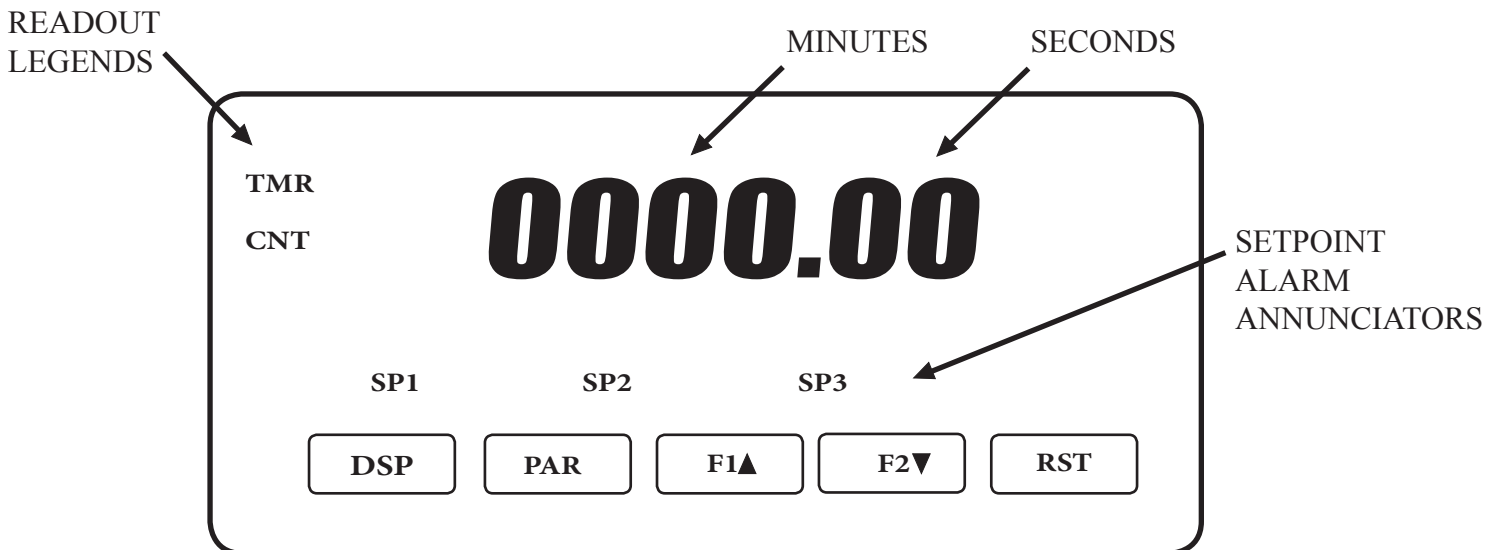 READOUT
LEGENDS
MINUTES
SECONDS
TMR
0000.00
CNT
SETPOINT
ALARM
ANNUNCIATORS
SP1 SP2 SP3
DSP PAR F1▲ F2▼ RST